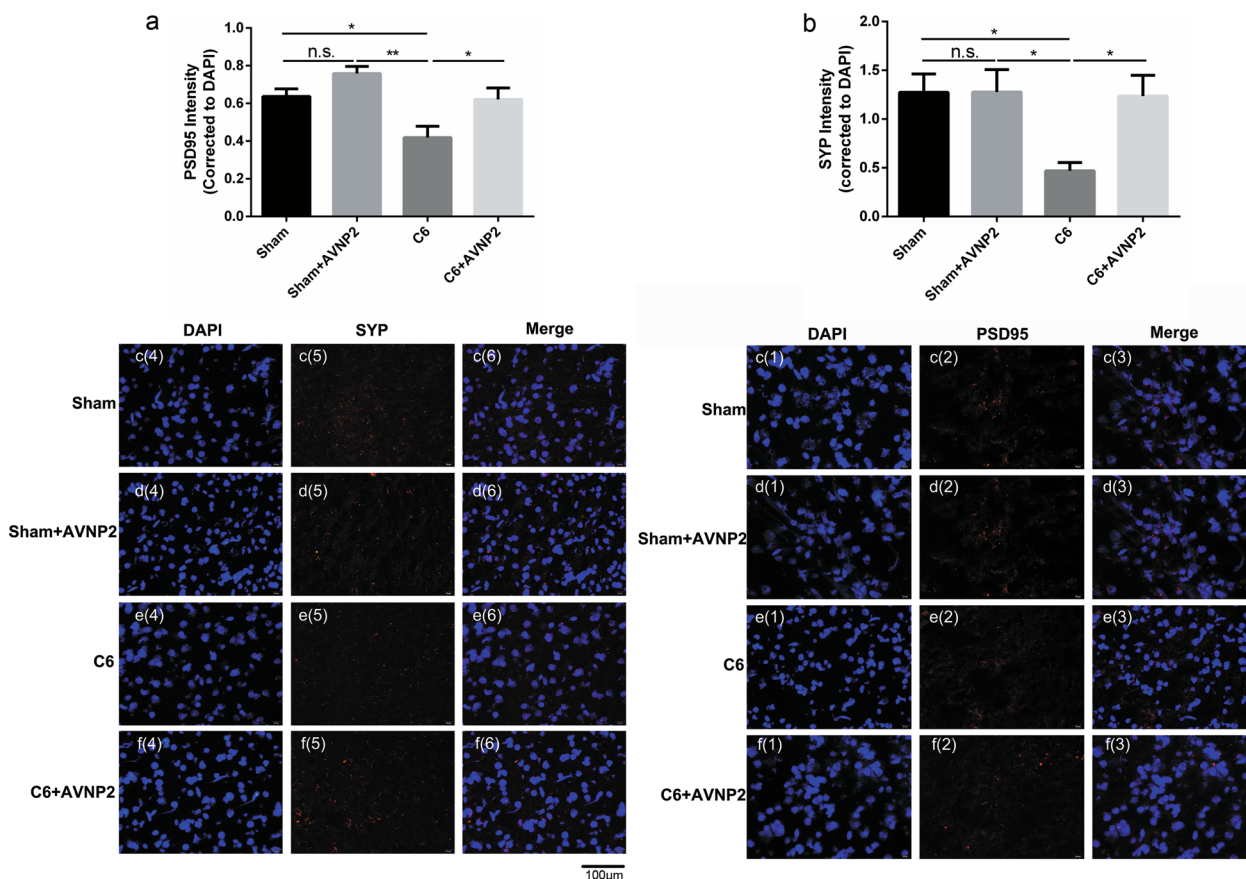 a
PSD95 Intensity
(Corrected to DAPI)
1.0
0.8
0.6
0.4
0.2
0.0
*
n.s.
**
*
Sham
Sham+AVNP2
C6
C6+AVNP2
b
SYP Intensity
(corrected to DAPI)
2.0
1.5
1.0
0.5
0.0
*
n.s.
*
*
Sham
Sham+AVNP2
C6
C6+AVNP2
DAPI SYP Merge
Sham c(4) c(5) c(6)
Sham+AVNP2 d(4) d(5) d(6)
C6 e(4) e(5) e(6)
C6+AVNP2 f(4) f(5) f(6)
100μm
DAPI PSD95 Merge
Sham c(1) c(2) c(3)
Sham+AVNP2 d(1) d(2) d(3)
C6 e(1) e(2) e(3)
C6+AVNP2 f(1) f(2) f(3)